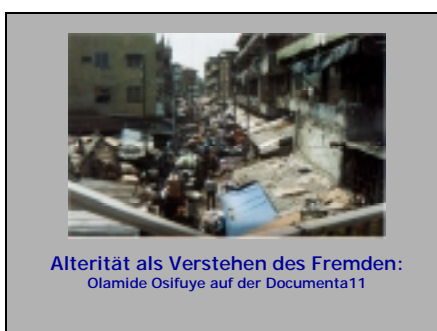 Alterität als Verstehen des Fremden:
Olamide Osifuye auf der Documenta11